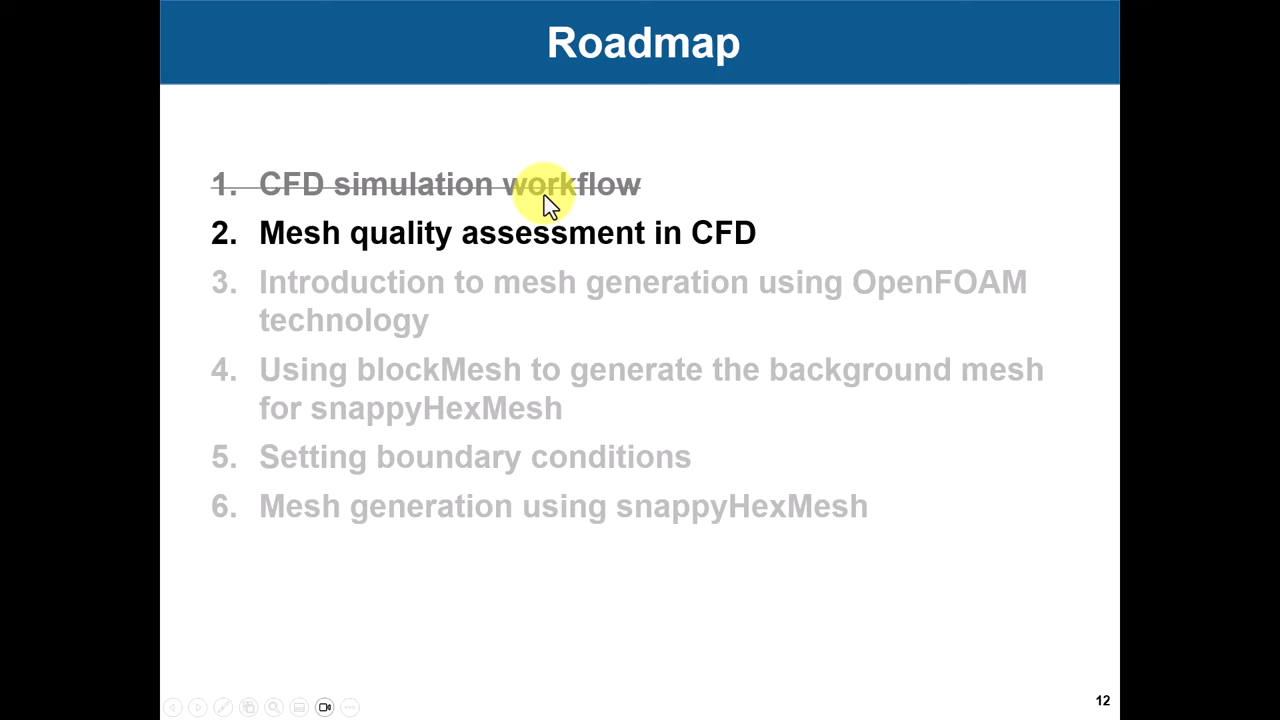 Roadmap
1. CFD simulation workflow
2. Mesh quality assessment in CFD
3. Introduction to mesh generation using OpenFOAM
technology
4. Using blockMesh to generate the background mesh
for snappyHexMesh
5. Setting boundary conditions
6. Mesh generation using snappyHexMesh
12